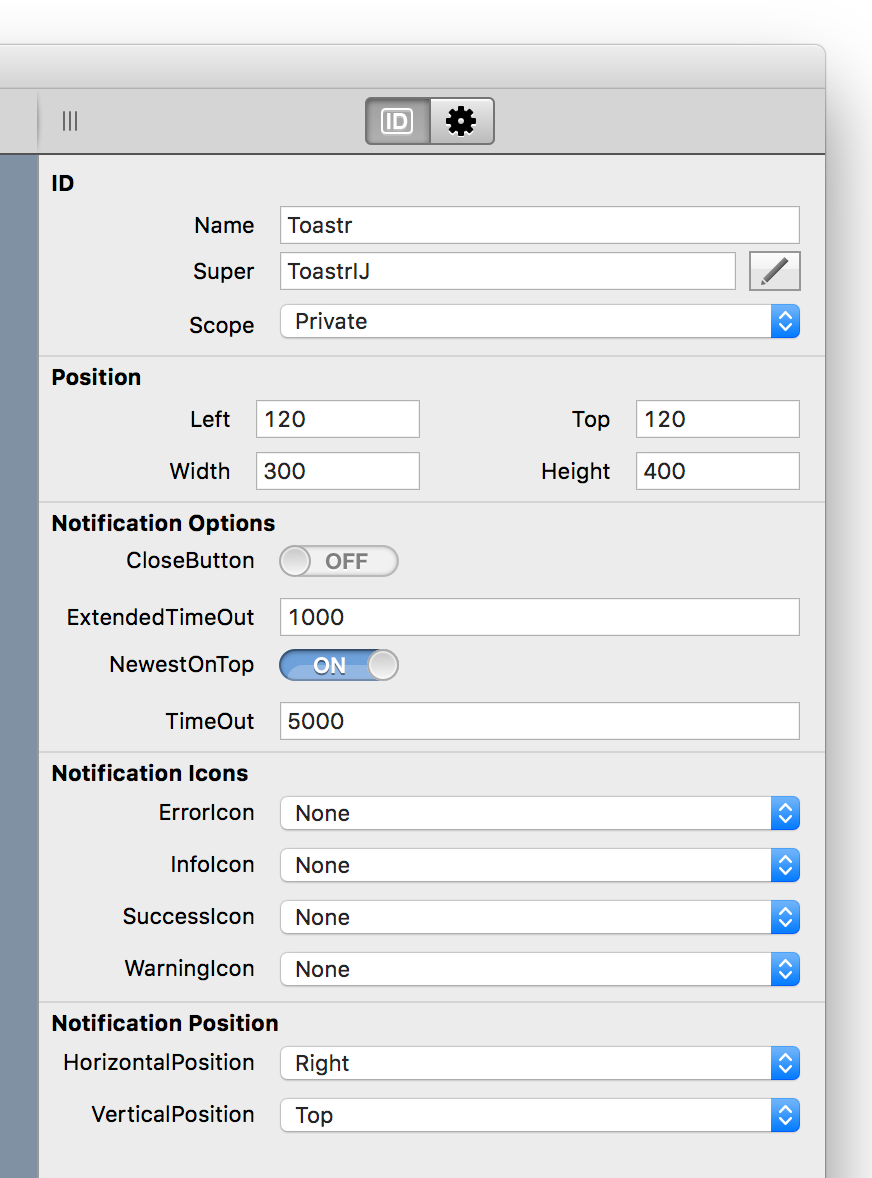 ID
ID
Name Toastr
Super ToastrIJ
Scope Private
Position
Left 120 Top 120
Width 300 Height 400
Notification Options
CloseButton OFF
ExtendedTimeOut 1000
NewestOnTop ON
TimeOut 5000
Notification Icons
ErrorIcon None
InfoIcon None
SuccessIcon None
WarningIcon None
Notification Position
HorizontalPosition Right
VerticalPosition Top